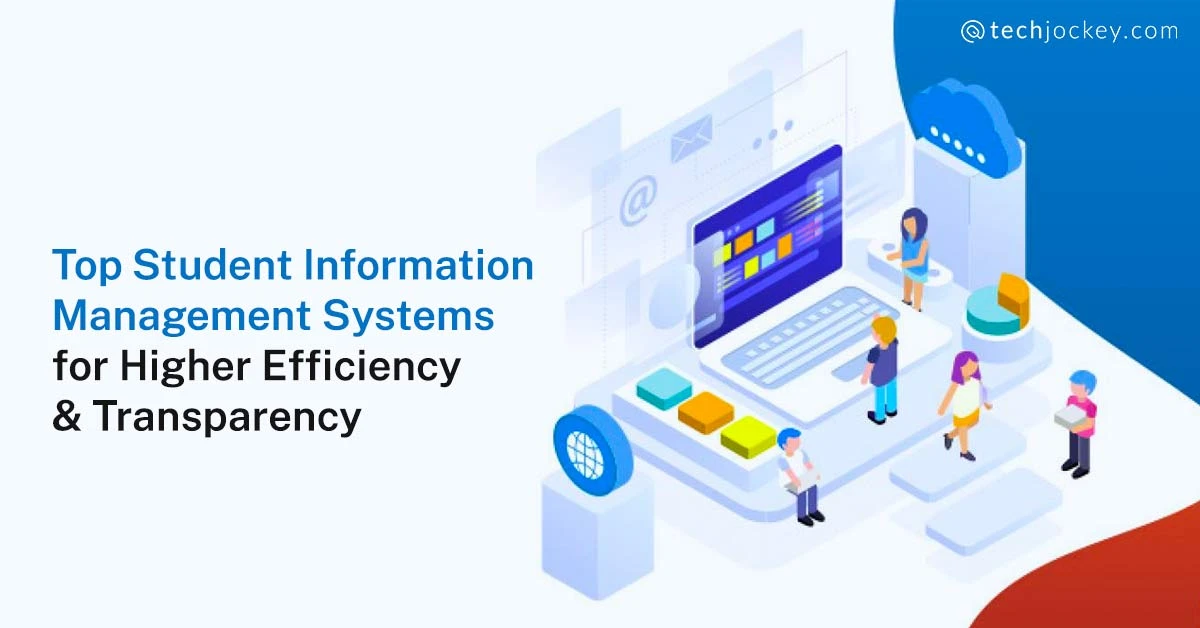 @techjockey.com
Top Student Information
Management Systems
for Higher Efficiency
& Transparency
@